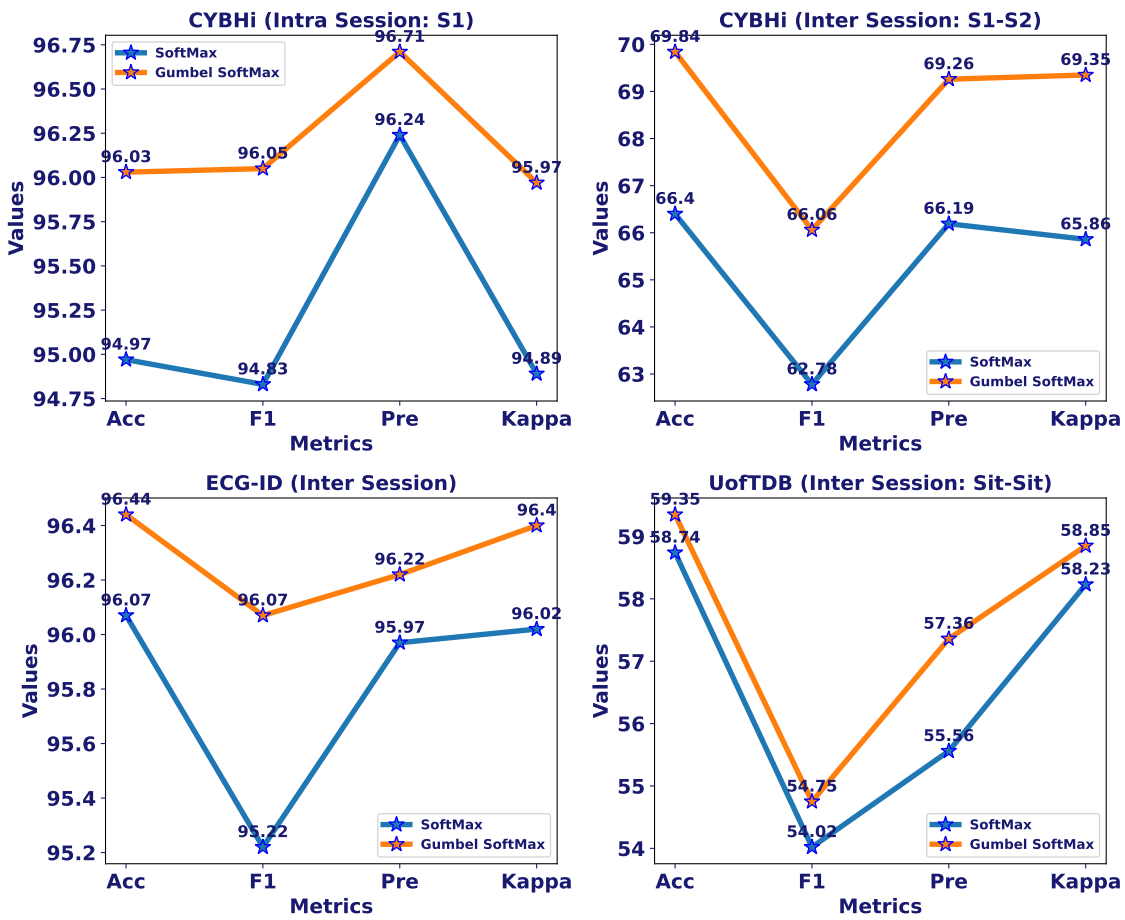 CYBHi (Intra Session: S1)
Values
96.75
96.50
96.25
96.00
95.75
95.50
95.25
95.00
94.75
SoftMax
Gumbel SoftMax
96.03
96.05
96.71
95.97
94.97
94.83
96.24
94.89
Acc F1 Pre Kappa
Metrics
CYBHi (Inter Session: S1-S2)
Values
70
69
68
67
66
65
64
63
69.84
66.06
69.26
69.35
66.4
62.78
66.19
65.86
SoftMax
Gumbel SoftMax
Acc F1 Pre Kappa
Metrics
ECG-ID (Inter Session)
Values
96.4
96.2
96.0
95.8
95.6
95.4
95.2
96.44
96.07
96.22
96.4
96.07
95.22
95.97
96.02
SoftMax
Gumbel SoftMax
Acc F1 Pre Kappa
Metrics
UofTDB (Inter Session: Sit-Sit)
Values
59
58
57
56
55
54
59.35
54.75
57.36
58.85
58.74
54.02
55.56
58.23
SoftMax
Gumbel SoftMax
Acc F1 Pre Kappa
Metrics